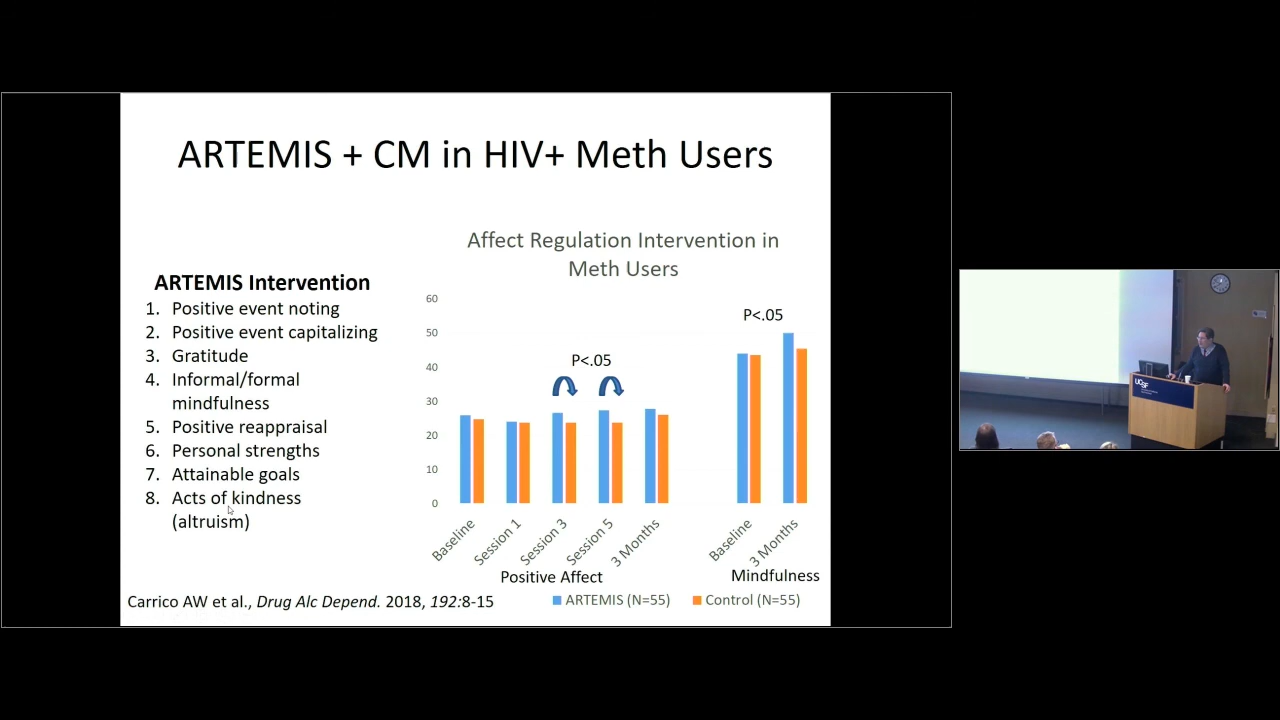 ARTEMIS + CM in HIV+ Meth Users
ARTEMIS Intervention
1. Positive event noting
2. Positive event capitalizing
3. Gratitude
4. Informal/formal
mindfulness
5. Positive reappraisal
6. Personal strengths
7. Attainable goals
8. Acts of kindness
(altruism)
Affect Regulation Intervention in
Meth Users
60
50
40
30
20
10
0
P<.05
P<.05
Baseline
Session 1
Session 3
Session 5
3 Months
Baseline
3 Months
Positive Affect
Mindfulness
ARTEMIS (N=55)
Control (N=55)
Carrico AW et al., Drug Alc Depend. 2018, 192:8-15
UCSF